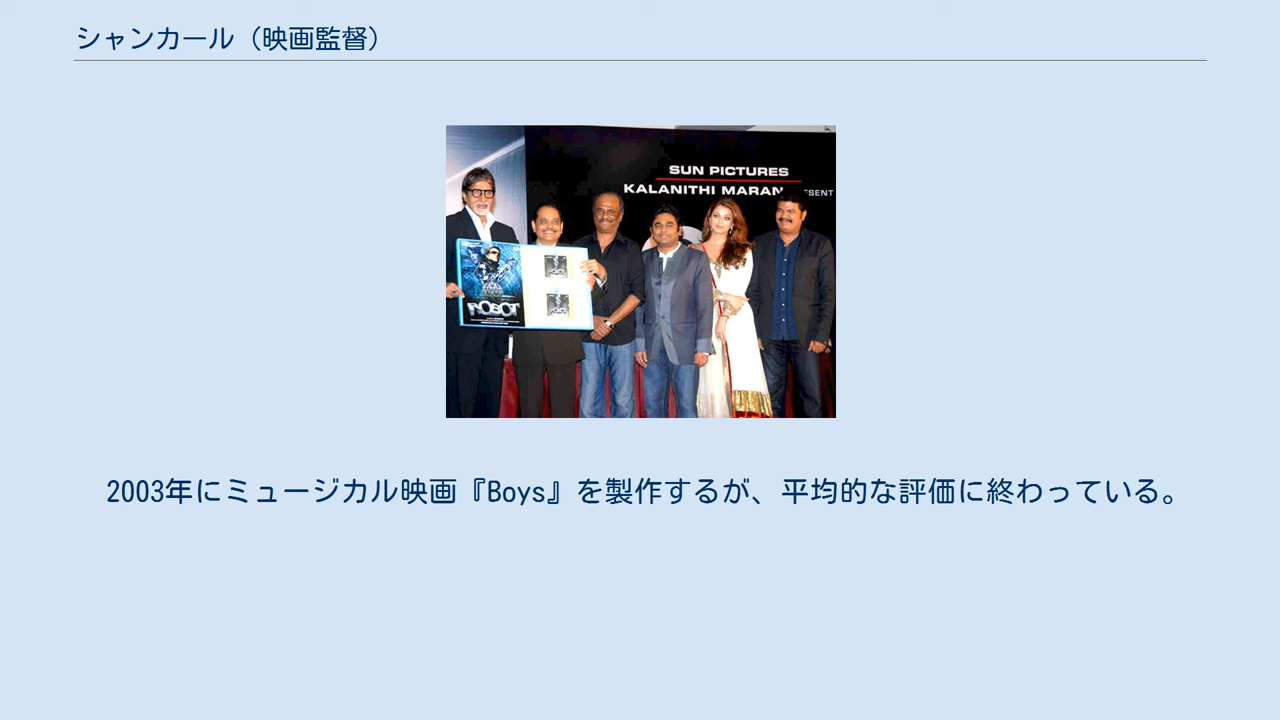 シャンカール（映画監督）
SUN PICTURES
KALANITHI MARAN
ROBOT
2003年にミュージカル映画『Boys』を製作するが、平均的な評価に終わっている。